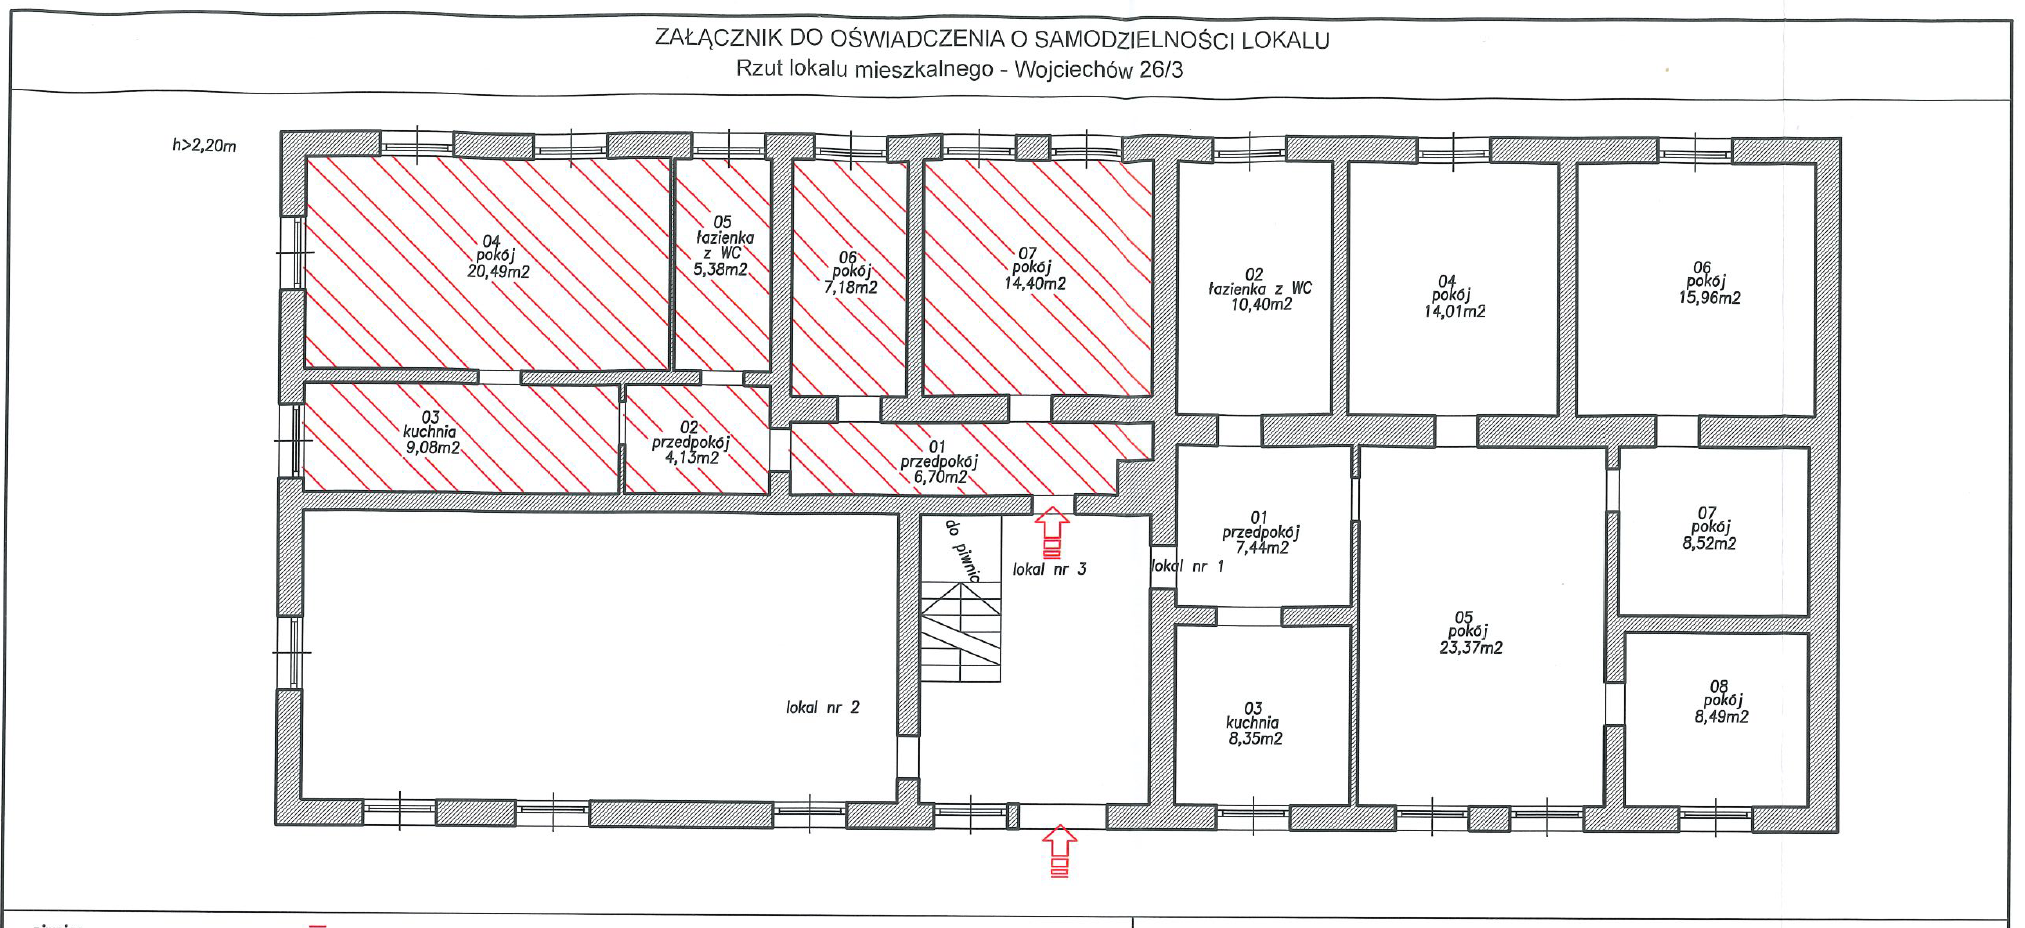 ZAŁĄCZNIK DO OŚWIADCZENIA O SAMODZIELNOŚCI LOKALU
Rzut lokalu mieszkalnego - Wojciechów 26/3
h>2,20m
04
pokój
20,49m2
05
łazienka
z WC
5,38m2
06
pokój
7,18m2
07
pokój
14,40m2
02
łazienka z WC
10,40m2
04
pokój
14,01m2
06
pokój
15,96m2
03
kuchnia
9,08m2
02
przedpokój
4,13m2
01
przedpokój
6,70m2
do piwnic
lokal nr 3
lokal nr 1
01
przedpokój
7,44m2
07
pokój
8,52m2
05
pokój
23,37m2
lokal nr 2
03
kuchnia
8,35m2
08
pokój
8,49m2